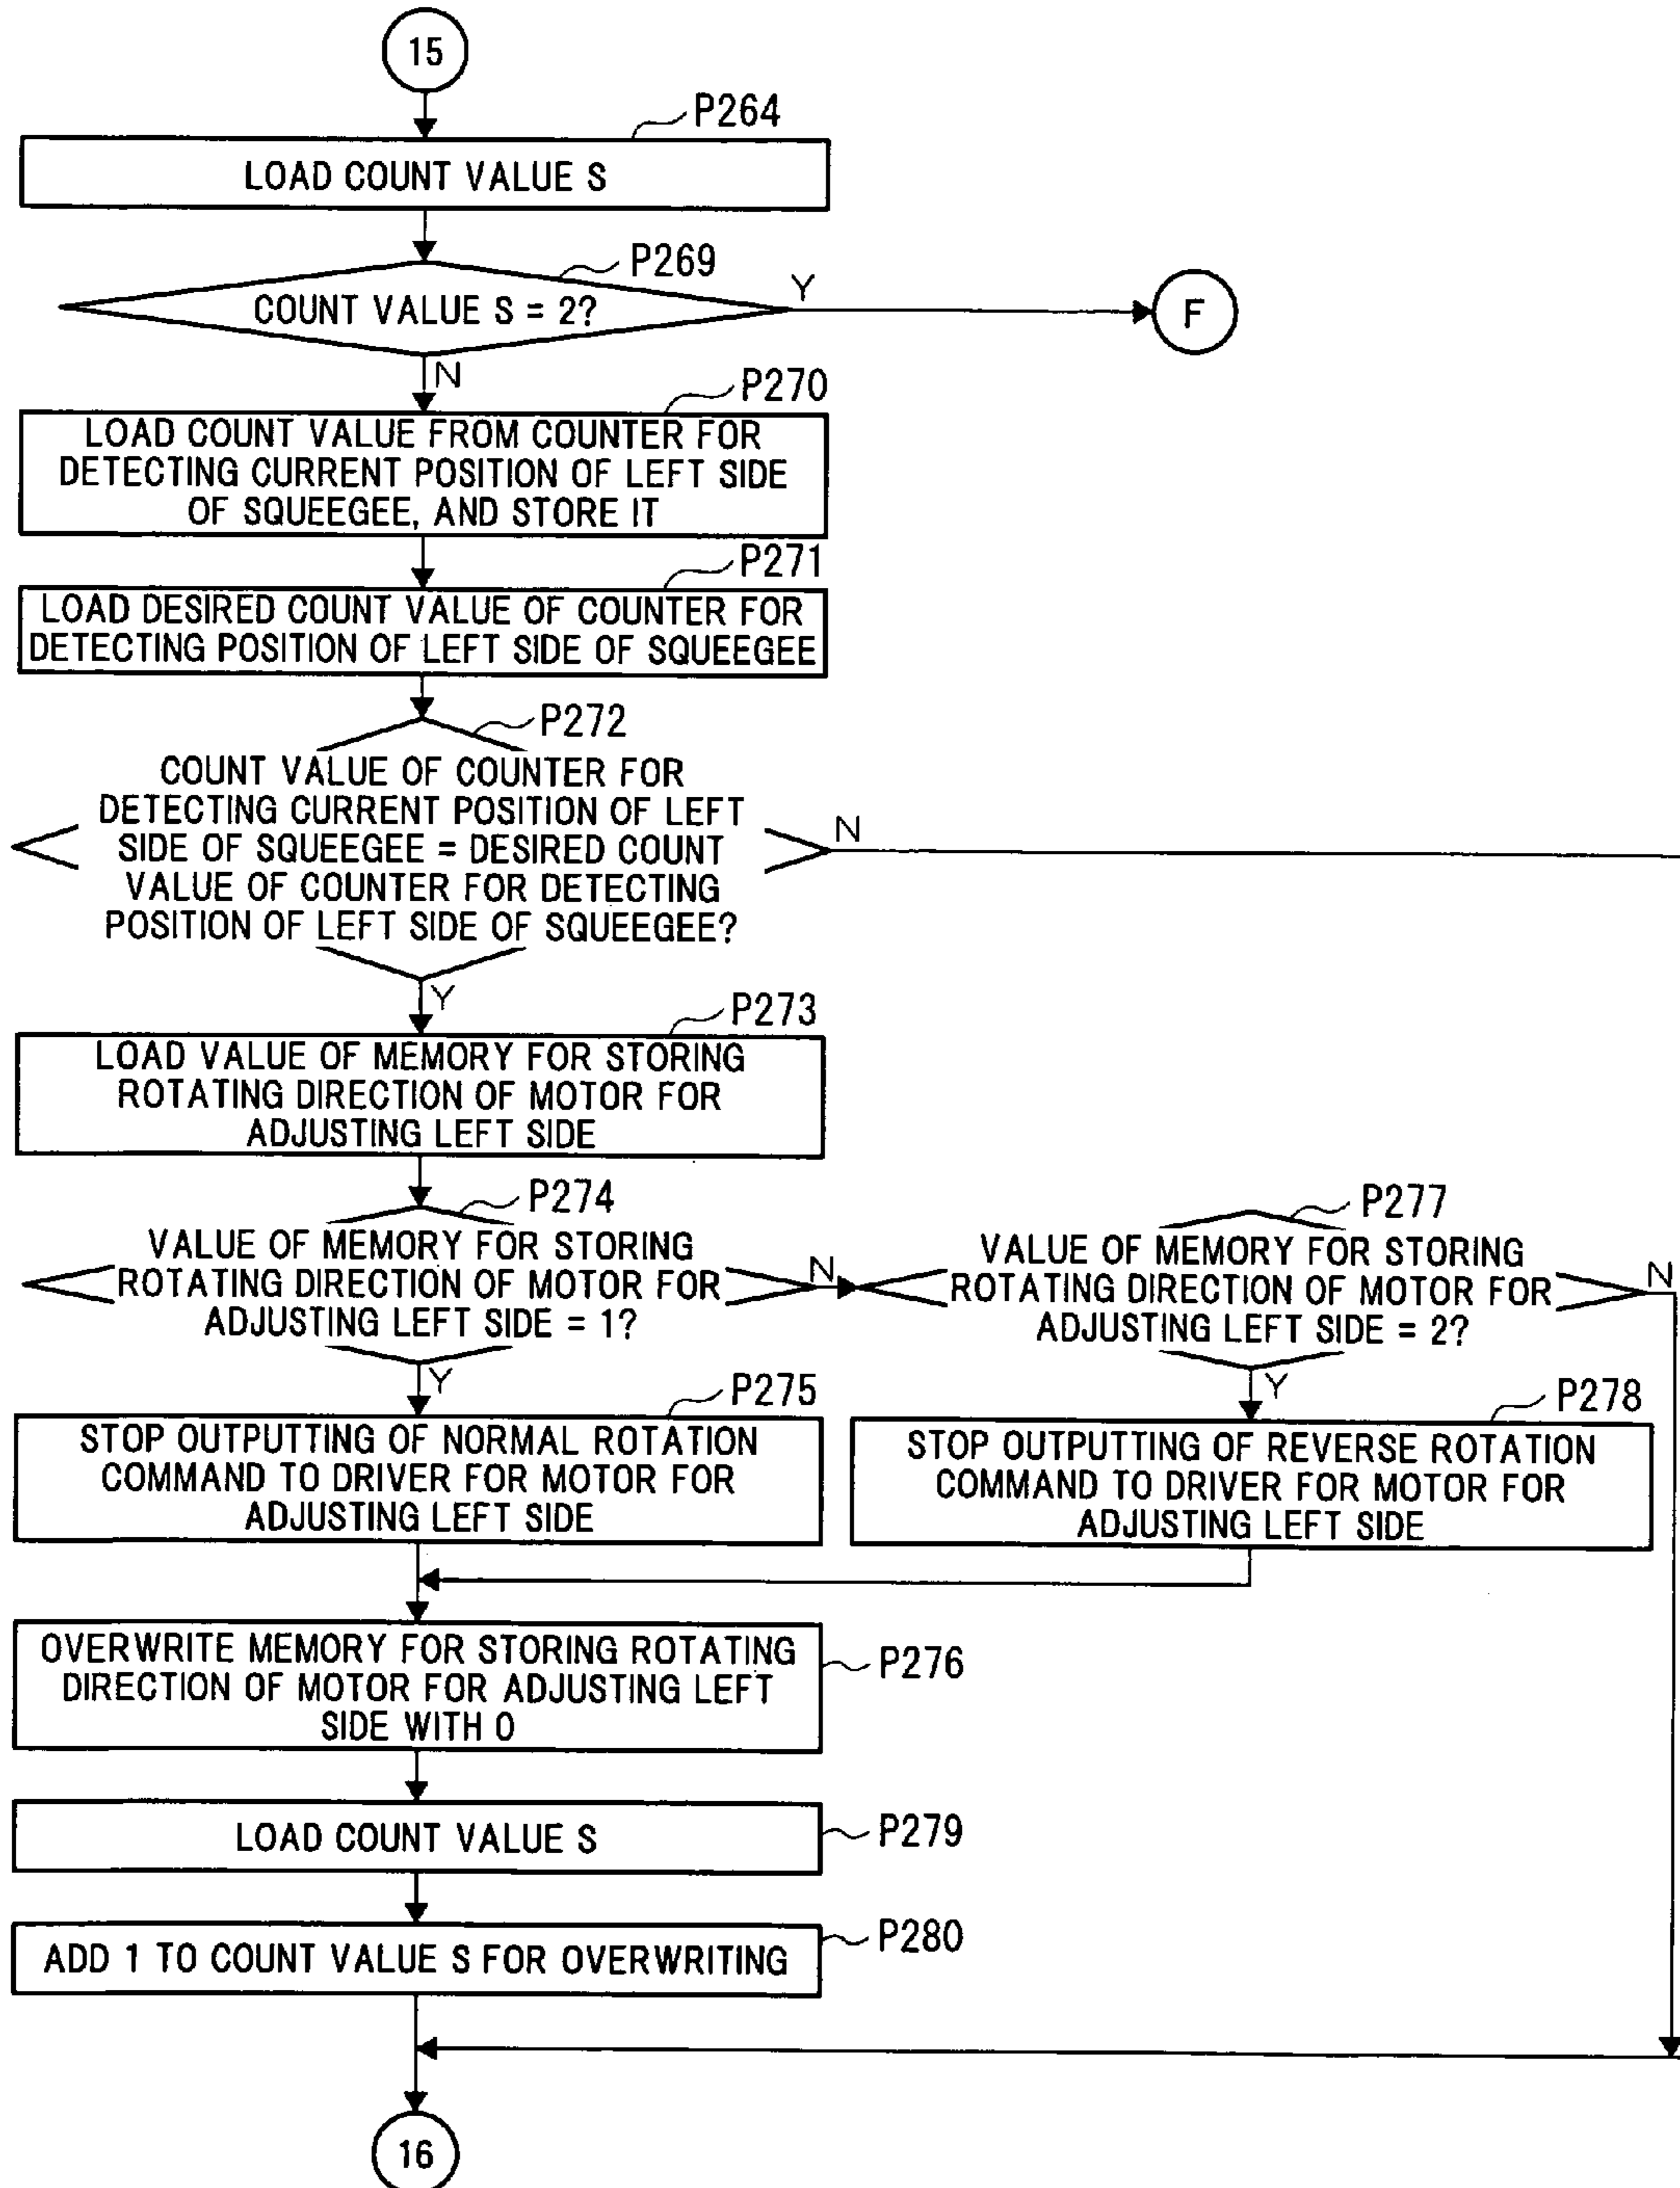 15
P264
LOAD COUNT VALUE S
P269
COUNT VALUE S = 2?
Y
F
N
P270
LOAD COUNT VALUE FROM COUNTER FOR
DETECTING CURRENT POSITION OF LEFT SIDE
OF SQUEEGEE, AND STORE IT
P271
LOAD DESIRED COUNT VALUE OF COUNTER FOR
DETECTING POSITION OF LEFT SIDE OF SQUEEGEE
P272
COUNT VALUE OF COUNTER FOR
DETECTING CURRENT POSITION OF LEFT
SIDE OF SQUEEGEE = DESIRED COUNT
VALUE OF COUNTER FOR DETECTING
POSITION OF LEFT SIDE OF SQUEEGEE?
N
Y
P273
LOAD VALUE OF MEMORY FOR STORING
ROTATING DIRECTION OF MOTOR FOR
ADJUSTING LEFT SIDE
P274
VALUE OF MEMORY FOR STORING
ROTATING DIRECTION OF MOTOR FOR
ADJUSTING LEFT SIDE = 1?
N
Y
P277
VALUE OF MEMORY FOR STORING
ROTATING DIRECTION OF MOTOR FOR
ADJUSTING LEFT SIDE = 2?
N
Y
P275
STOP OUTPUTTING OF NORMAL ROTATION
COMMAND TO DRIVER FOR MOTOR FOR
ADJUSTING LEFT SIDE
P278
STOP OUTPUTTING OF REVERSE ROTATION
COMMAND TO DRIVER FOR MOTOR FOR
ADJUSTING LEFT SIDE
OVERWRITE MEMORY FOR STORING ROTATING
DIRECTION OF MOTOR FOR ADJUSTING LEFT
SIDE WITH 0
P276
LOAD COUNT VALUE S
P279
ADD 1 TO COUNT VALUE S FOR OVERWRITING
P280
16